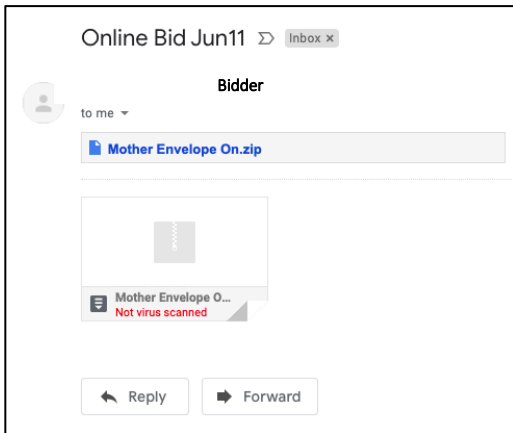 Online Bid Jun11 Inbox ×
Bidder
to me
Mother Envelope On.zip
Mother Envelope O...
Not virus scanned
Reply Forward